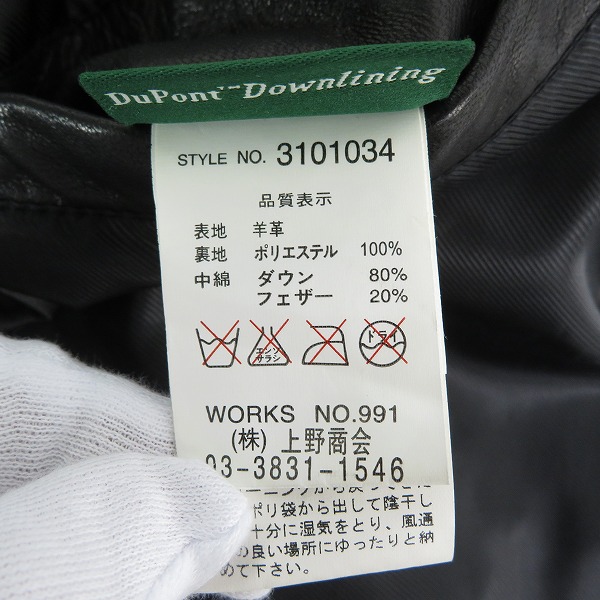 DuPont™ Downlining
STYLE NO. 3101034
品質表示
表地 羊革
裏地 ポリエステル 100%
中綿 ダウン 80%
フェザー 20%
エンソ
サラシ
ドライ
WORKS NO.991
(株) 上野商会
03-3831-1546
ポリ袋から出して陰干し
十分に湿気をとり、風通
の良い場所にゆったりと納
めて下さい。